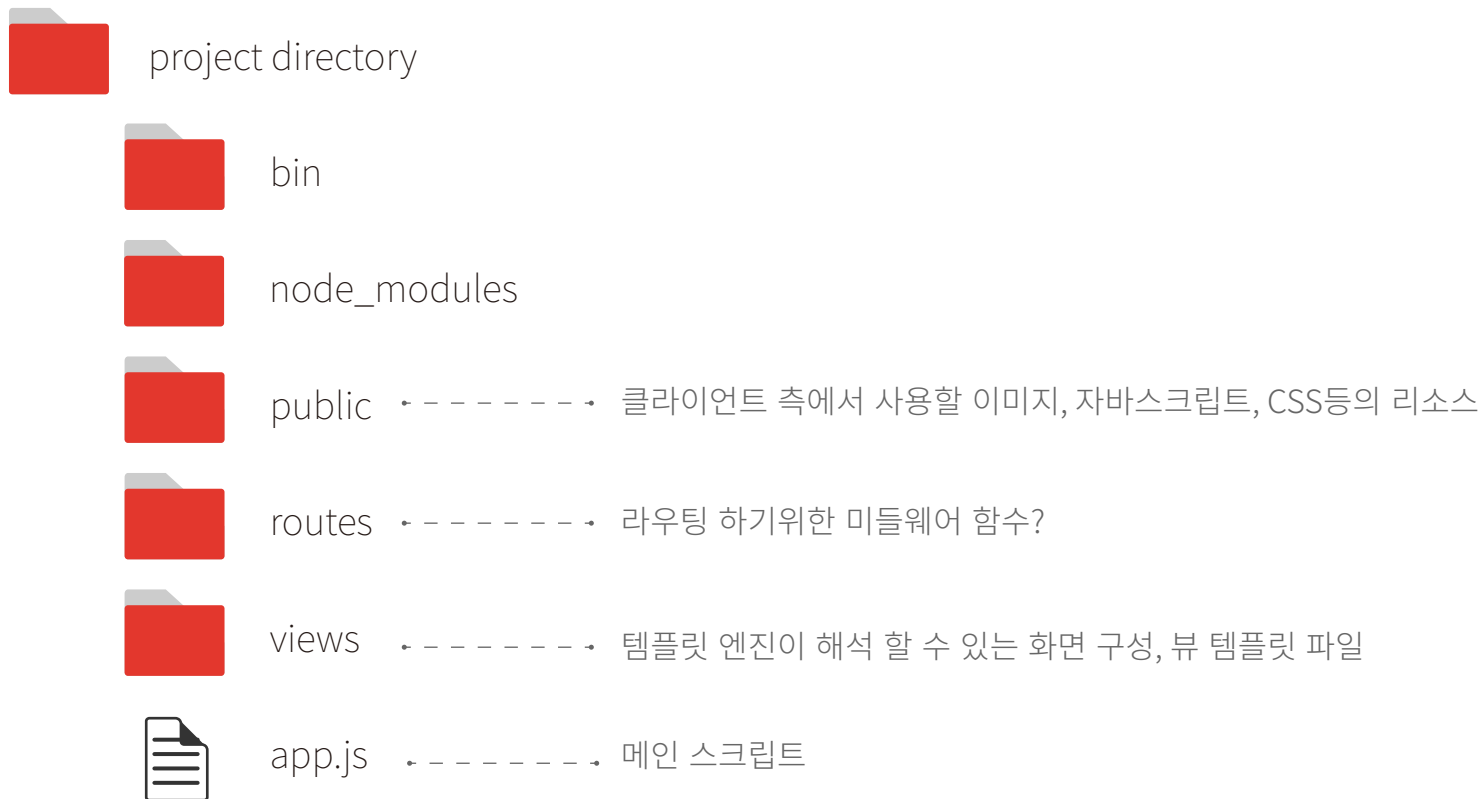 project directory
bin
node_modules
public 클라이언트 측에서 사용할 이미지, 자바스크립트, CSS등의 리소스
routes 라우팅 하기위한 미들웨어 함수?
views 템플릿 엔진이 해석 할 수 있는 화면 구성, 뷰 템플릿 파일
app.js 메인 스크립트